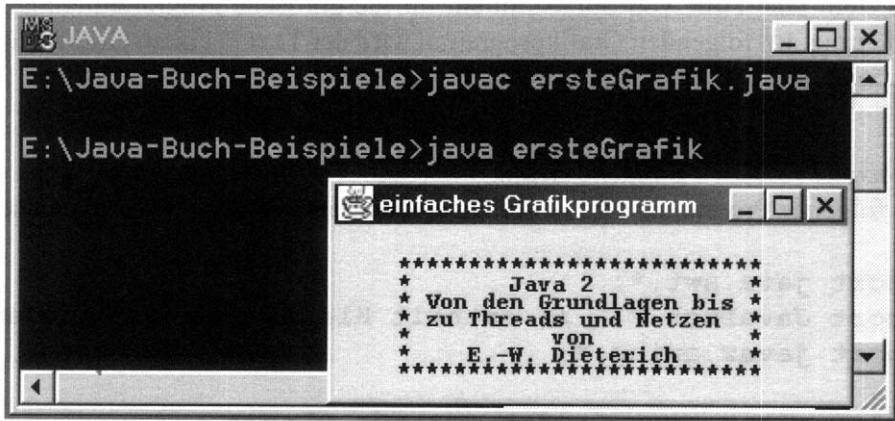 JAVA
E:\Java-Buch-Beispiele>javac ersteGrafik.java
E:\Java-Buch-Beispiele>java ersteGrafik
einfaches Grafikprogramm
**************************
* Java 2 *
* Von den Grundlagen bis *
* zu Threads und Netzen *
* von *
* E.-W. Dieterich *
**************************